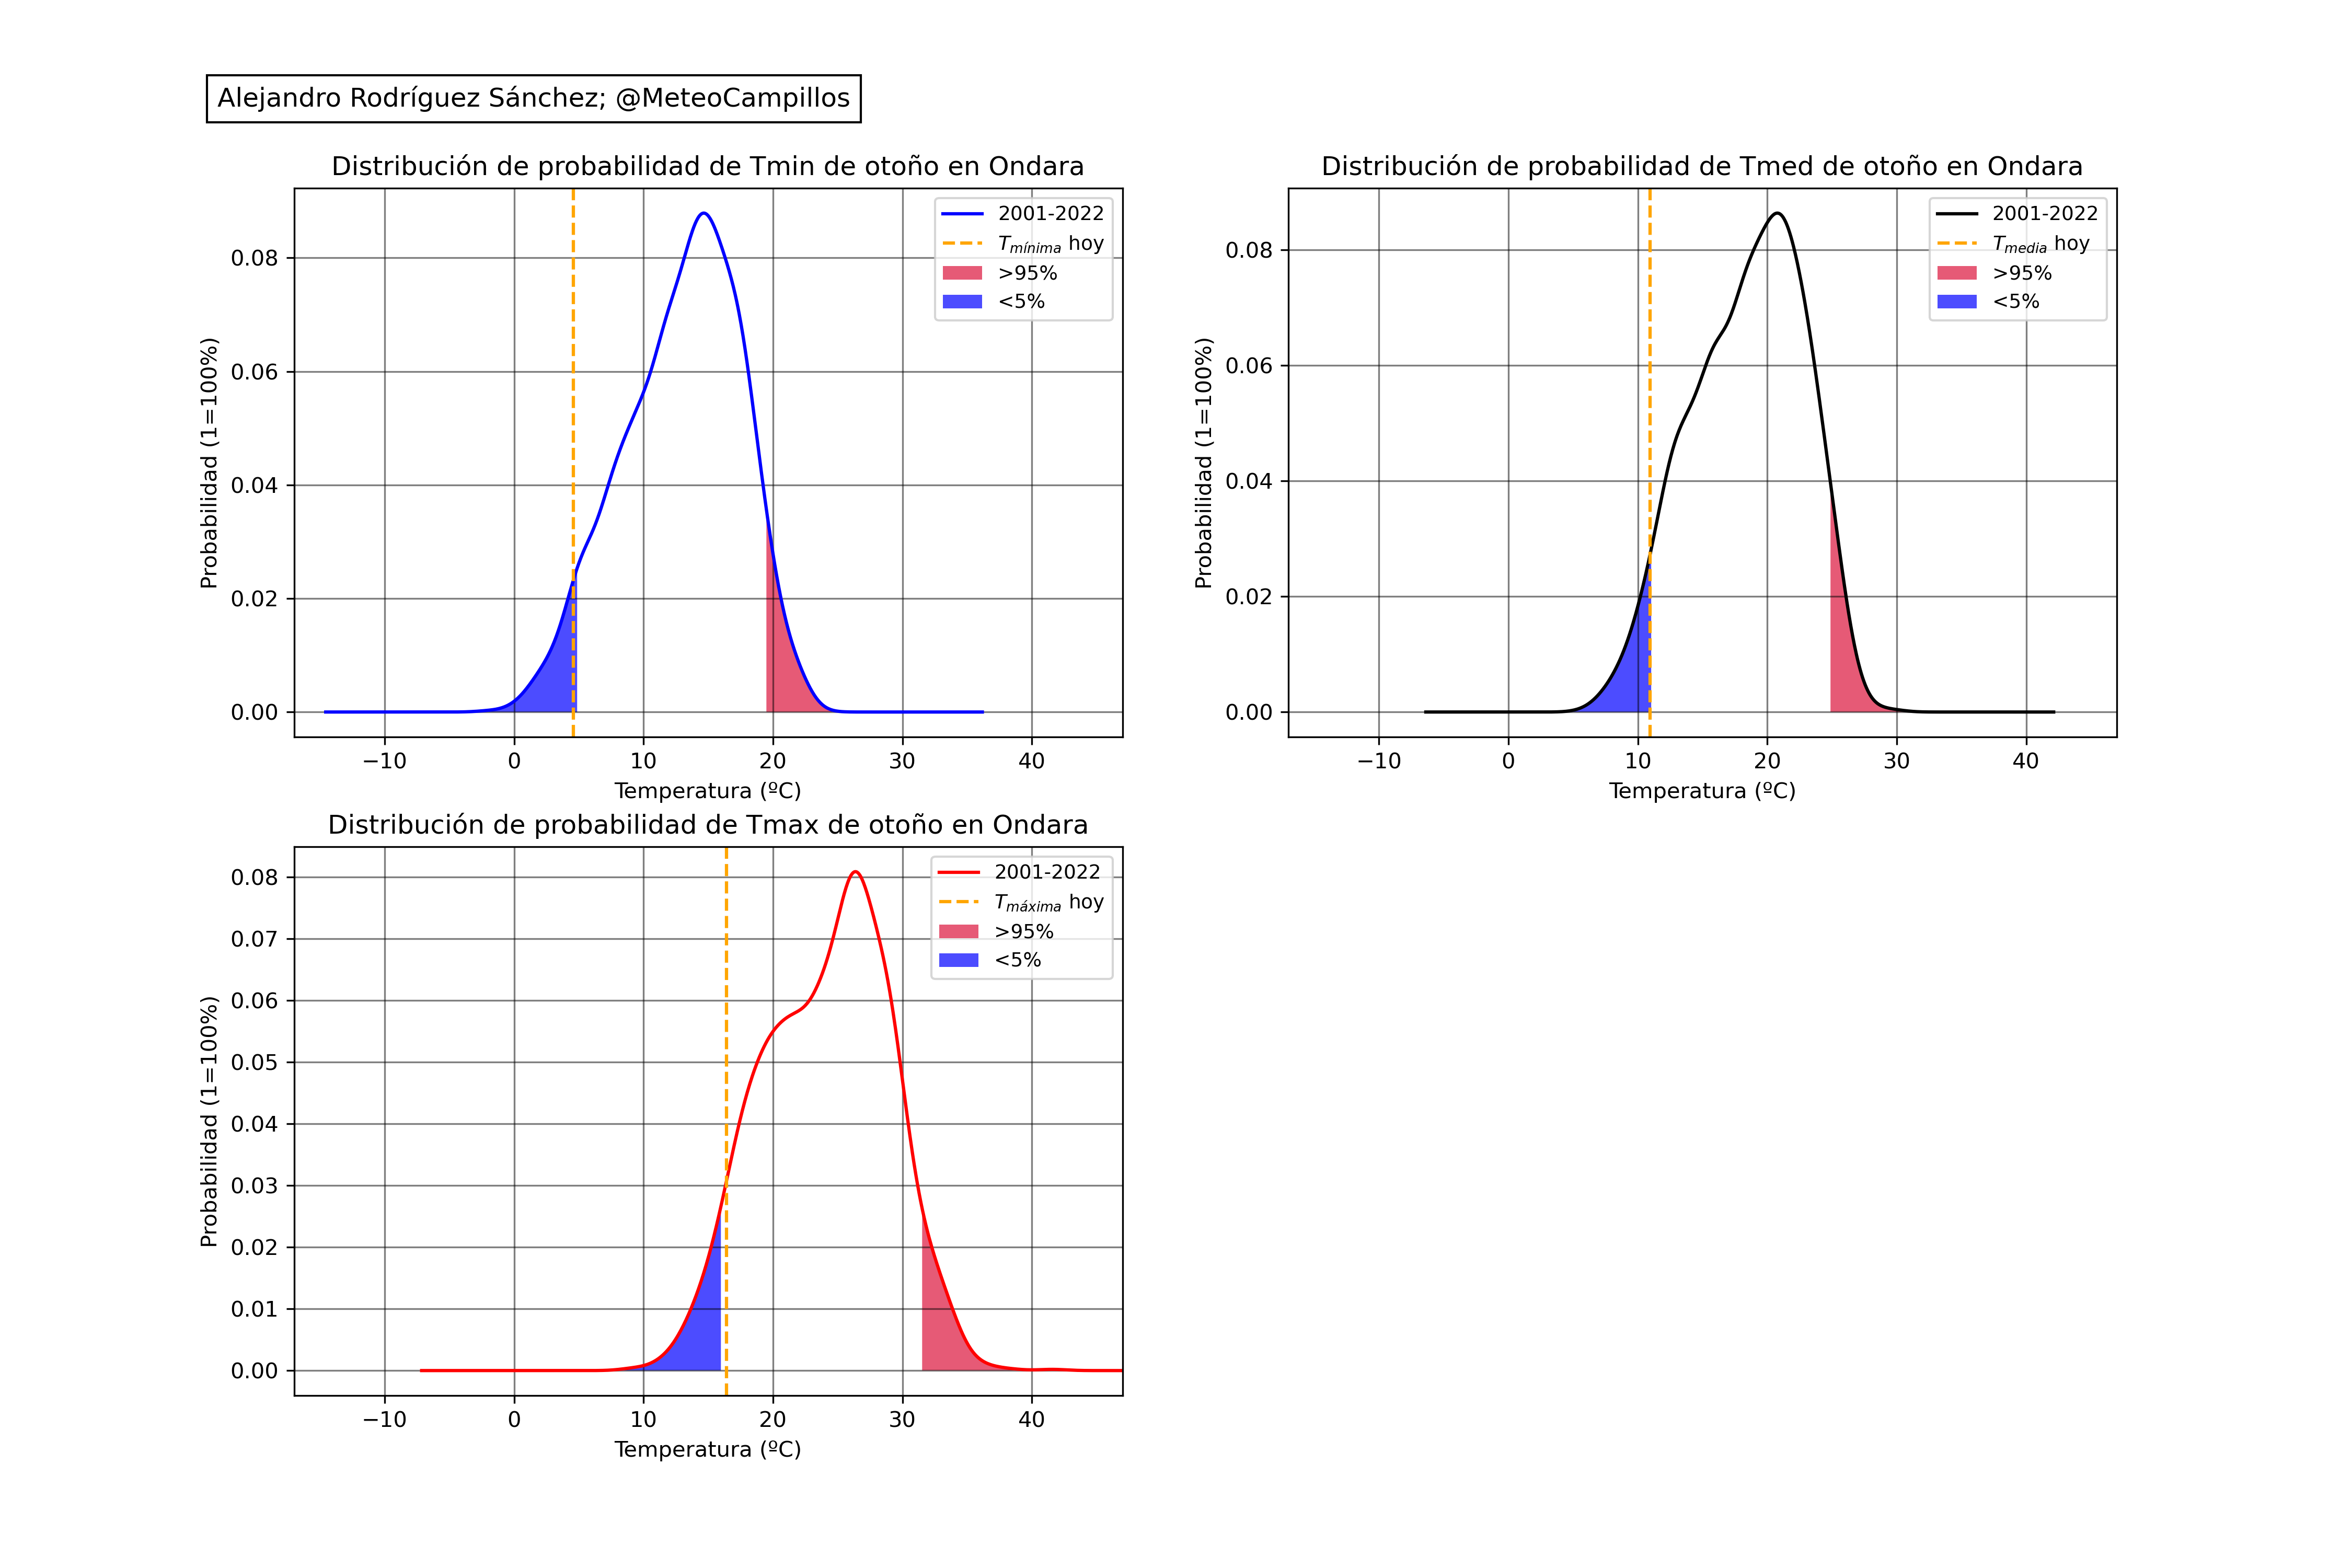 Alejandro Rodríguez Sánchez; @MeteoCampillos
Distribución de probabilidad de Tmin de otoño en Ondara
Probabilidad (1=100%)
0.08
0.06
0.04
0.02
0.00
−10 0 10 20 30 40
Temperatura (ºC)
2001-2022
Tmínima hoy
>95%
<5%
Distribución de probabilidad de Tmed de otoño en Ondara
Probabilidad (1=100%)
0.08
0.06
0.04
0.02
0.00
−10 0 10 20 30 40
Temperatura (ºC)
2001-2022
Tmedia hoy
>95%
<5%
Distribución de probabilidad de Tmax de otoño en Ondara
Probabilidad (1=100%)
0.08
0.07
0.06
0.05
0.04
0.03
0.02
0.01
0.00
−10 0 10 20 30 40
Temperatura (ºC)
2001-2022
Tmáxima hoy
>95%
<5%